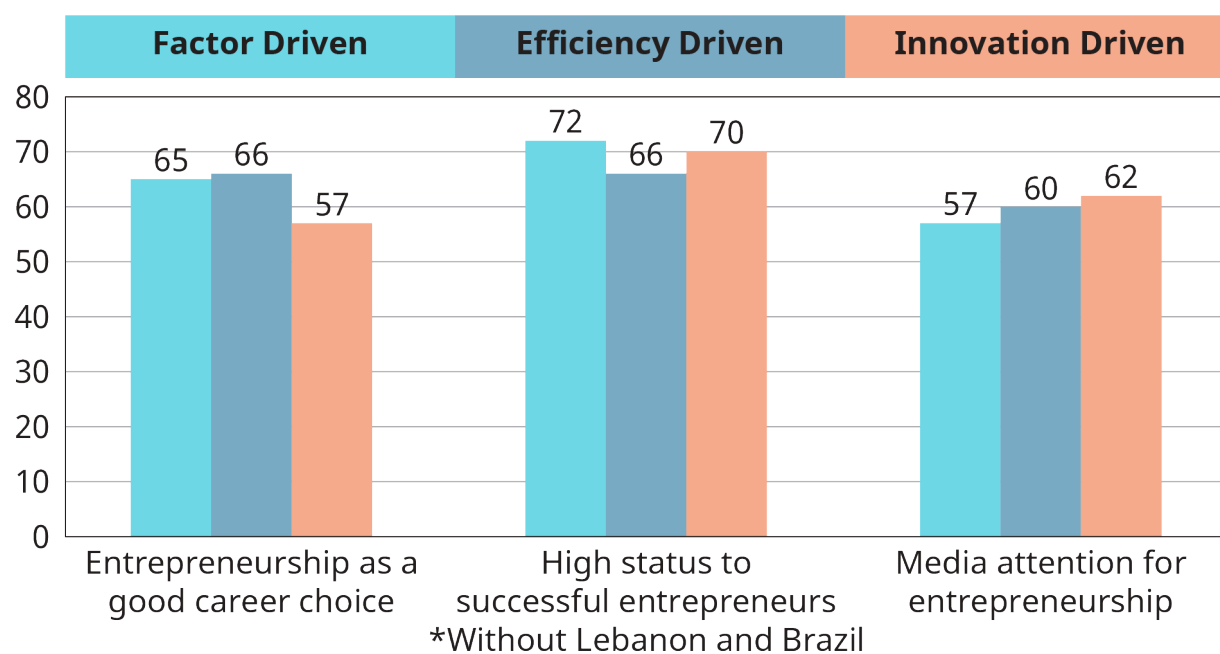 Factor Driven Efficiency Driven Innovation Driven
80
70
60
50
40
30
20
10
0
65 66 57
72 66 70
57 60 62
Entrepreneurship as a
good career choice
High status to
successful entrepreneurs
*Without Lebanon and Brazil
Media attention for
entrepreneurship